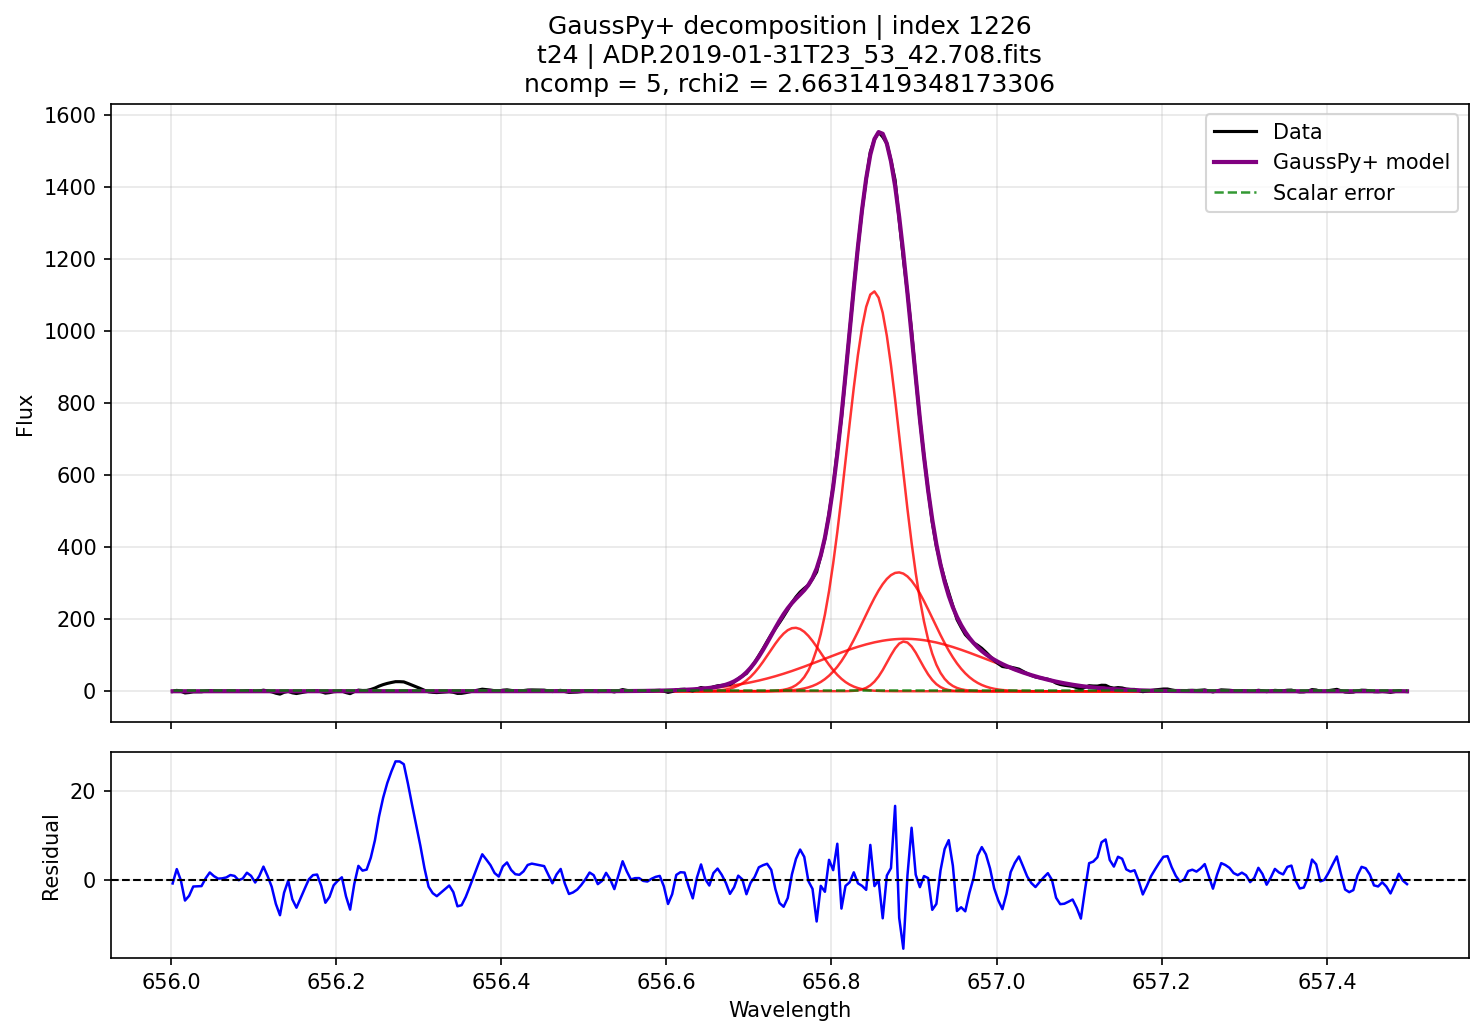 GaussPy+ decomposition | index 1226
t24 | ADP.2019-01-31T23_53_42.708.fits
ncomp = 5, rchi2 = 2.6631419348173306
1600
1400
1200
1000
800
600
400
200
0
Flux
Data
GaussPy+ model
Scalar error
20
0
Residual
656.0
656.2
656.4
656.6
656.8
657.0
657.2
657.4
Wavelength